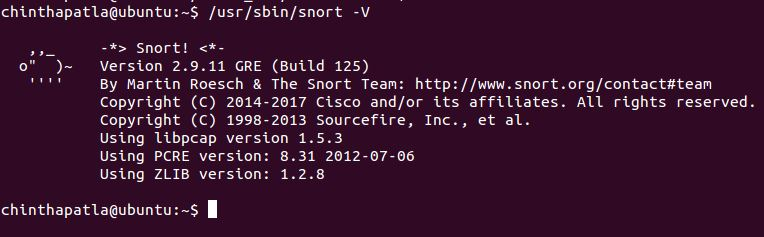 chinthapatla@ubuntu:~$ /usr/sbin/snort -V
   ,,_     -*> Snort! <*-
  o"  )~   Version 2.9.11 GRE (Build 125)
   ''''    By Martin Roesch & The Snort Team: http://www.snort.org/contact#team
           Copyright (C) 2014-2017 Cisco and/or its affiliates. All rights reserved.
           Copyright (C) 1998-2013 Sourcefire, Inc., et al.
           Using libpcap version 1.5.3
           Using PCRE version: 8.31 2012-07-06
           Using ZLIB version: 1.2.8
chinthapatla@ubuntu:~$